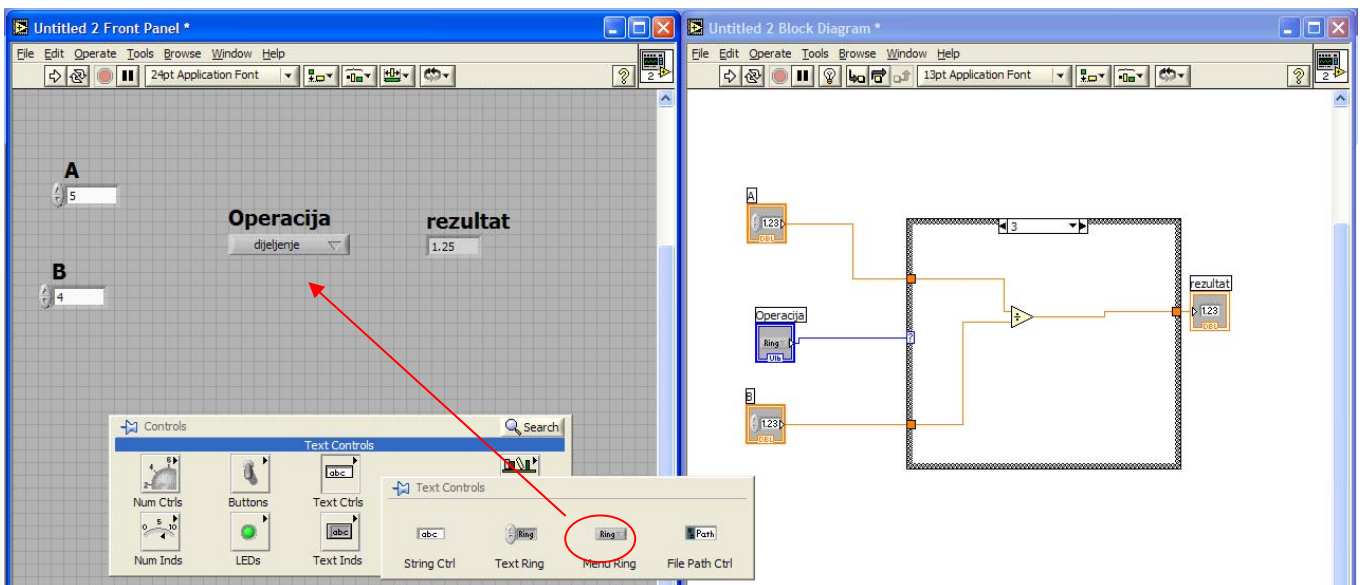 Untitled 2 Front Panel *
File Edit Operate Tools Browse Window Help
24pt Application Font
2
A
5
Operacija
dijeljenje
rezultat
1.25
B
4
Controls
Search
Text Controls
abc
Num Ctrls
Buttons
Text Ctrls
abc
Num Inds
LEDs
Text Inds
Text Controls
abc
Ring
Ring
Path
String Ctrl
Text Ring
Menu Ring
File Path Ctrl
Untitled 2 Block Diagram *
File Edit Operate Tools Browse Window Help
13pt Application Font
2
A
1.23
DBL
3
Operacija
Ring
U16
?
B
1.23
DBL
rezultat
1.23
DBL